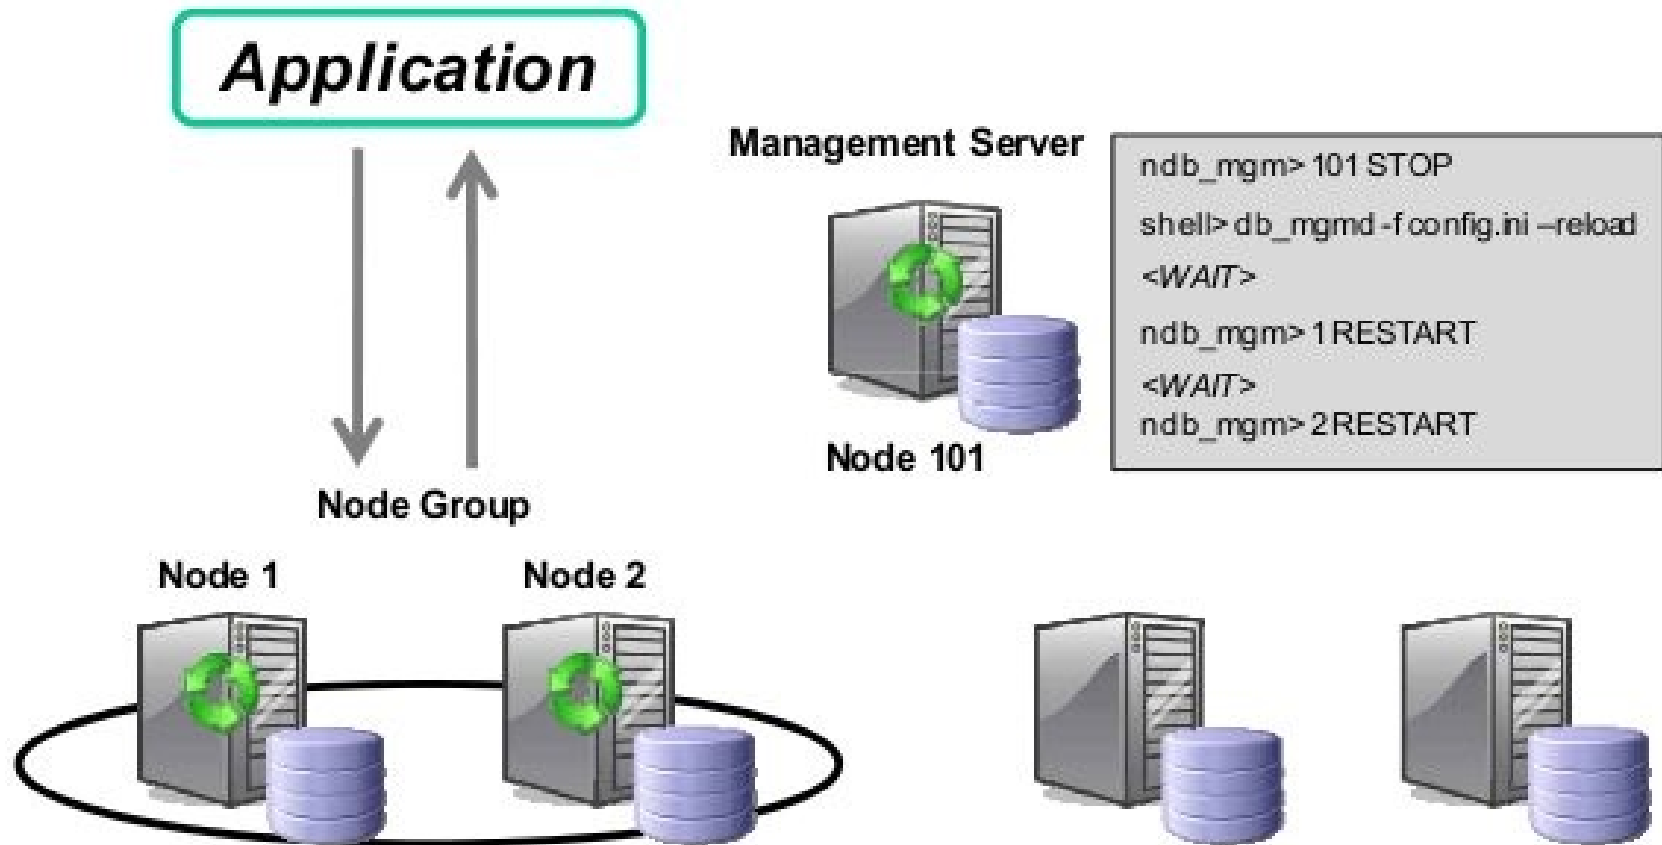 Application
Management Server
ndb_mgm> 101 STOP
shell> db_mgmd -f config.ini –reload
<WAIT>
ndb_mgm> 1 RESTART
<WAIT>
ndb_mgm> 2 RESTART
Node 101
Node Group
Node 1
Node 2